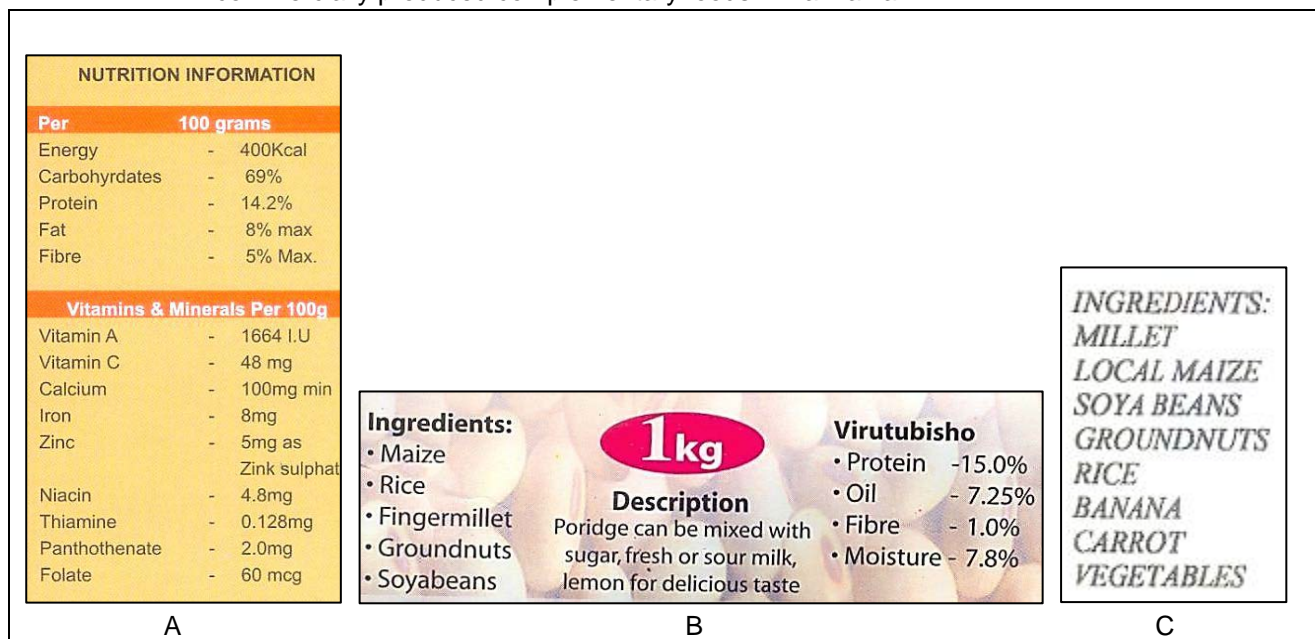 NUTRITION INFORMATION
Per 100 grams
Energy - 400Kcal
Carbohyrdates - 69%
Protein - 14.2%
Fat - 8% max
Fibre - 5% Max.
Vitamins & Minerals Per 100g
Vitamin A - 1664 I.U
Vitamin C - 48 mg
Calcium - 100mg min
Iron - 8mg
Zinc - 5mg as
Zink sulphat
Niacin - 4.8mg
Thiamine - 0.128mg
Panthothenate - 2.0mg
Folate - 60 mcg
A
Ingredients:
• Maize
• Rice
• Fingermillet
• Groundnuts
• Soyabeans
1kg
Description
Poridge can be mixed with
sugar, fresh or sour milk,
lemon for delicious taste
Virutubisho
• Protein -15.0%
• Oil - 7.25%
• Fibre - 1.0%
• Moisture - 7.8%
B
INGREDIENTS:
MILLET
LOCAL MAIZE
SOYA BEANS
GROUNDNUTS
RICE
BANANA
CARROT
VEGETABLES
C